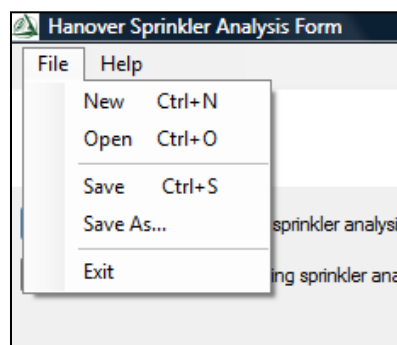 Hanover Sprinkler Analysis Form
File Help
New Ctrl+N
Open Ctrl+O
Save Ctrl+S
Save As...
sprinkler analysi
Exit
ing sprinkler ana